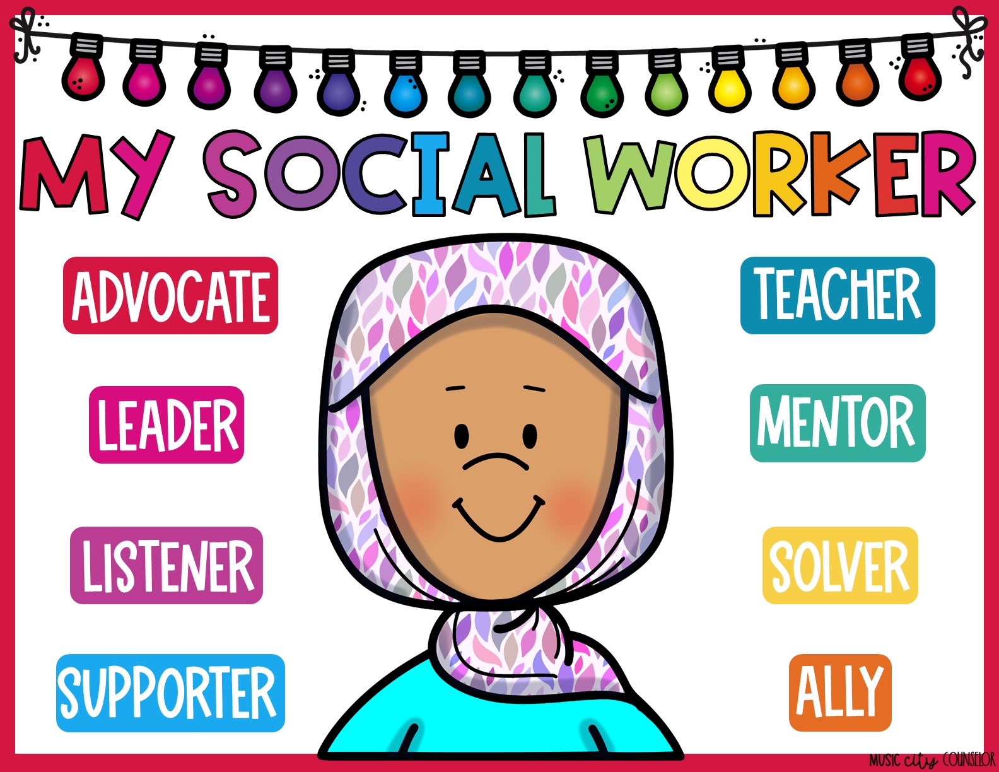 MY SOCIAL WORKER
ADVOCATE
LEADER
LISTENER
SUPPORTER
TEACHER
MENTOR
SOLVER
ALLY
MUSIC city COUNSELOR